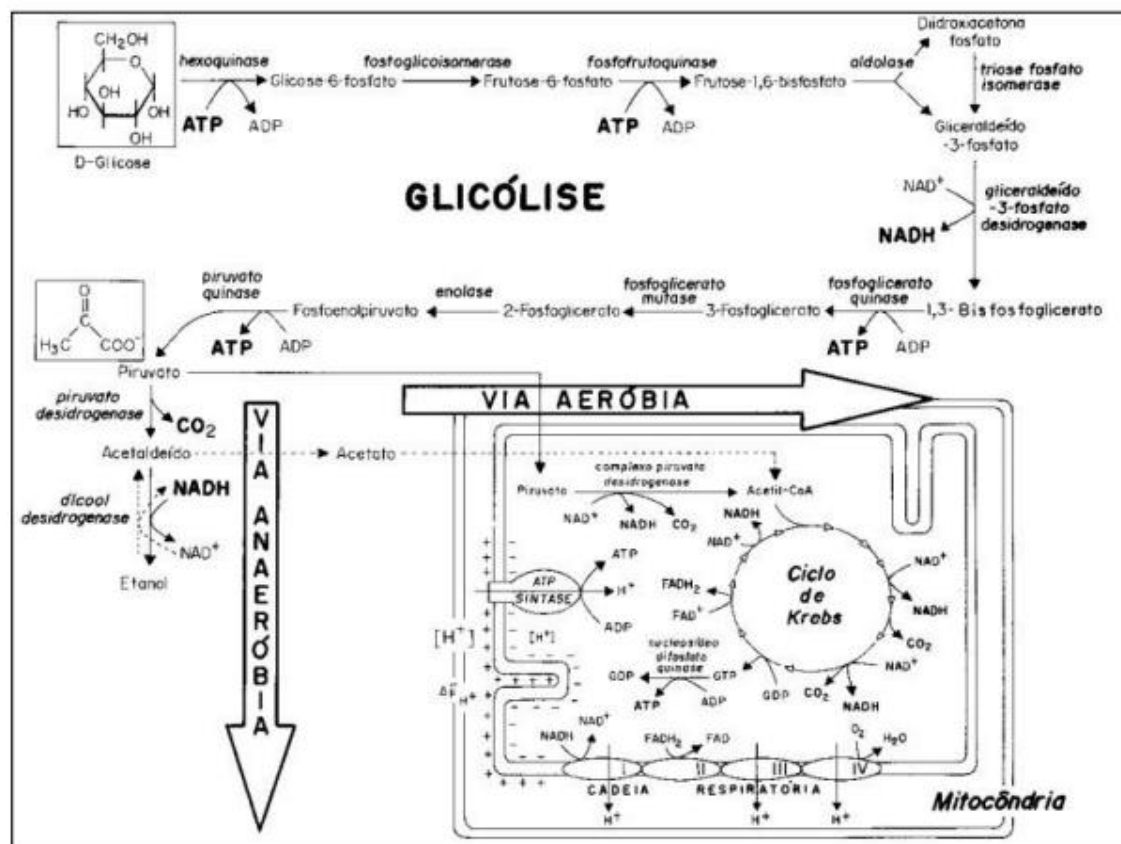 CH₂OH
O
OH
HO
OH
OH
OH
D-Glicose
hexoquinase
ATP
ADP
Glicose-6-fosfato
fosfoglicoisomerase
Frutose-6-fosfato
fosfofrutoquinase
ATP
ADP
Frutose-1,6-bisfosfato
aldolase
Diidroxiacetona
fosfato
triose fosfato
isomerase
Gliceraldeído
-3-fosfato
GLICÓLISE
NAD⁺
NADH
gliceraldeído
-3-fosfato
desidrogenase
1,3-Bisfosfoglicerato
fosfoglicerato
quinase
ATP
ADP
3-Fosfoglicerato
fosfoglicerato
mutase
2-Fosfoglicerato
enolase
Fosfoenolpiruvato
piruvato
quinase
ATP
ADP
O
H₃C
COO⁻
Piruvato
piruvato
desidrogenase
CO₂
Acetaldeído
Acetato
álcool
desidrogenase
NADH
NAD⁺
Etanol
VIA ANAERÓBIA
VIA AERÓBIA
Piruvato
complexo piruvato
desidrogenase
NAD⁺
NADH
CO₂
Acetil-CoA
NADH
NAD⁺
FADH₂
FAD⁺
Ciclo
de
Krebs
NAD⁺
NADH
CO₂
NAD⁺
NADH
CO₂
GDP
GTP
nucleosídeo
difosfato
quinase
GDP
ATP
ADP
ATP
SINTASE
ATP
H⁺
ADP
[H⁺]
[H⁺]
NADH
NAD⁺
FADH₂
FAD
O₂
H₂O
I
II
III
IV
CADEIA RESPIRATÓRIA
H⁺
H⁺
H⁺
Mitocôndria